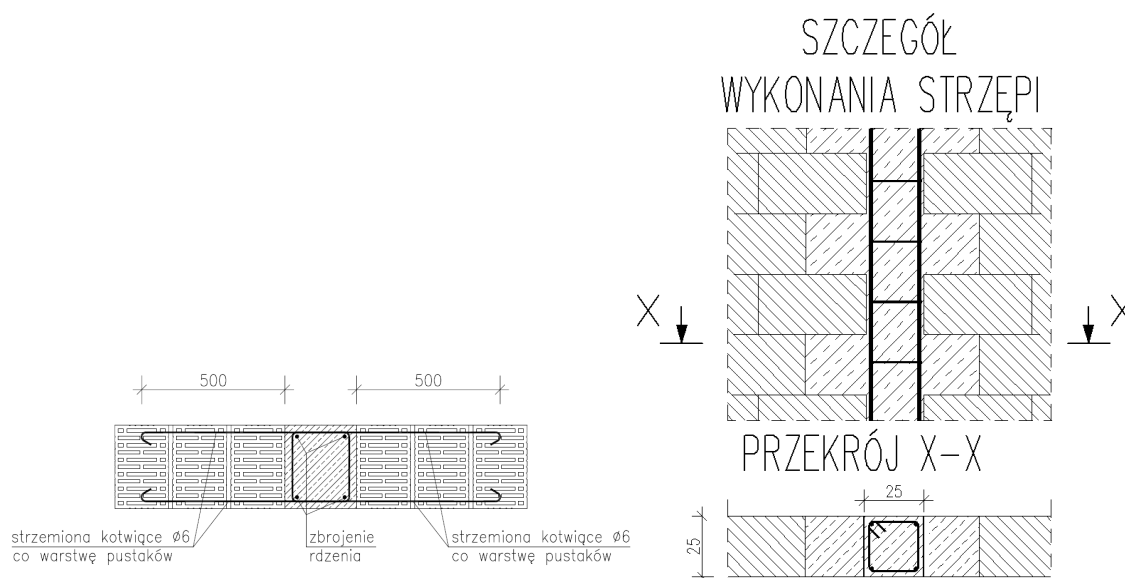 SZCZEGÓŁ
WYKONANIA STRZĘPI
X
X
500
500
strzemiona kotwiące Ø6
co warstwę pustaków
zbrojenie
rdzenia
strzemiona kotwiące Ø6
co warstwę pustaków
PRZEKRÓJ X-X
25
25